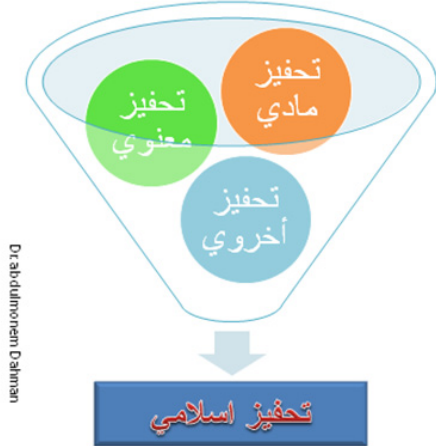 تحفيز
مادي
تحفيز
معنوي
تحفيز
أخروي
تحفيز اسلامي
Dr.abdulmonem Dahman